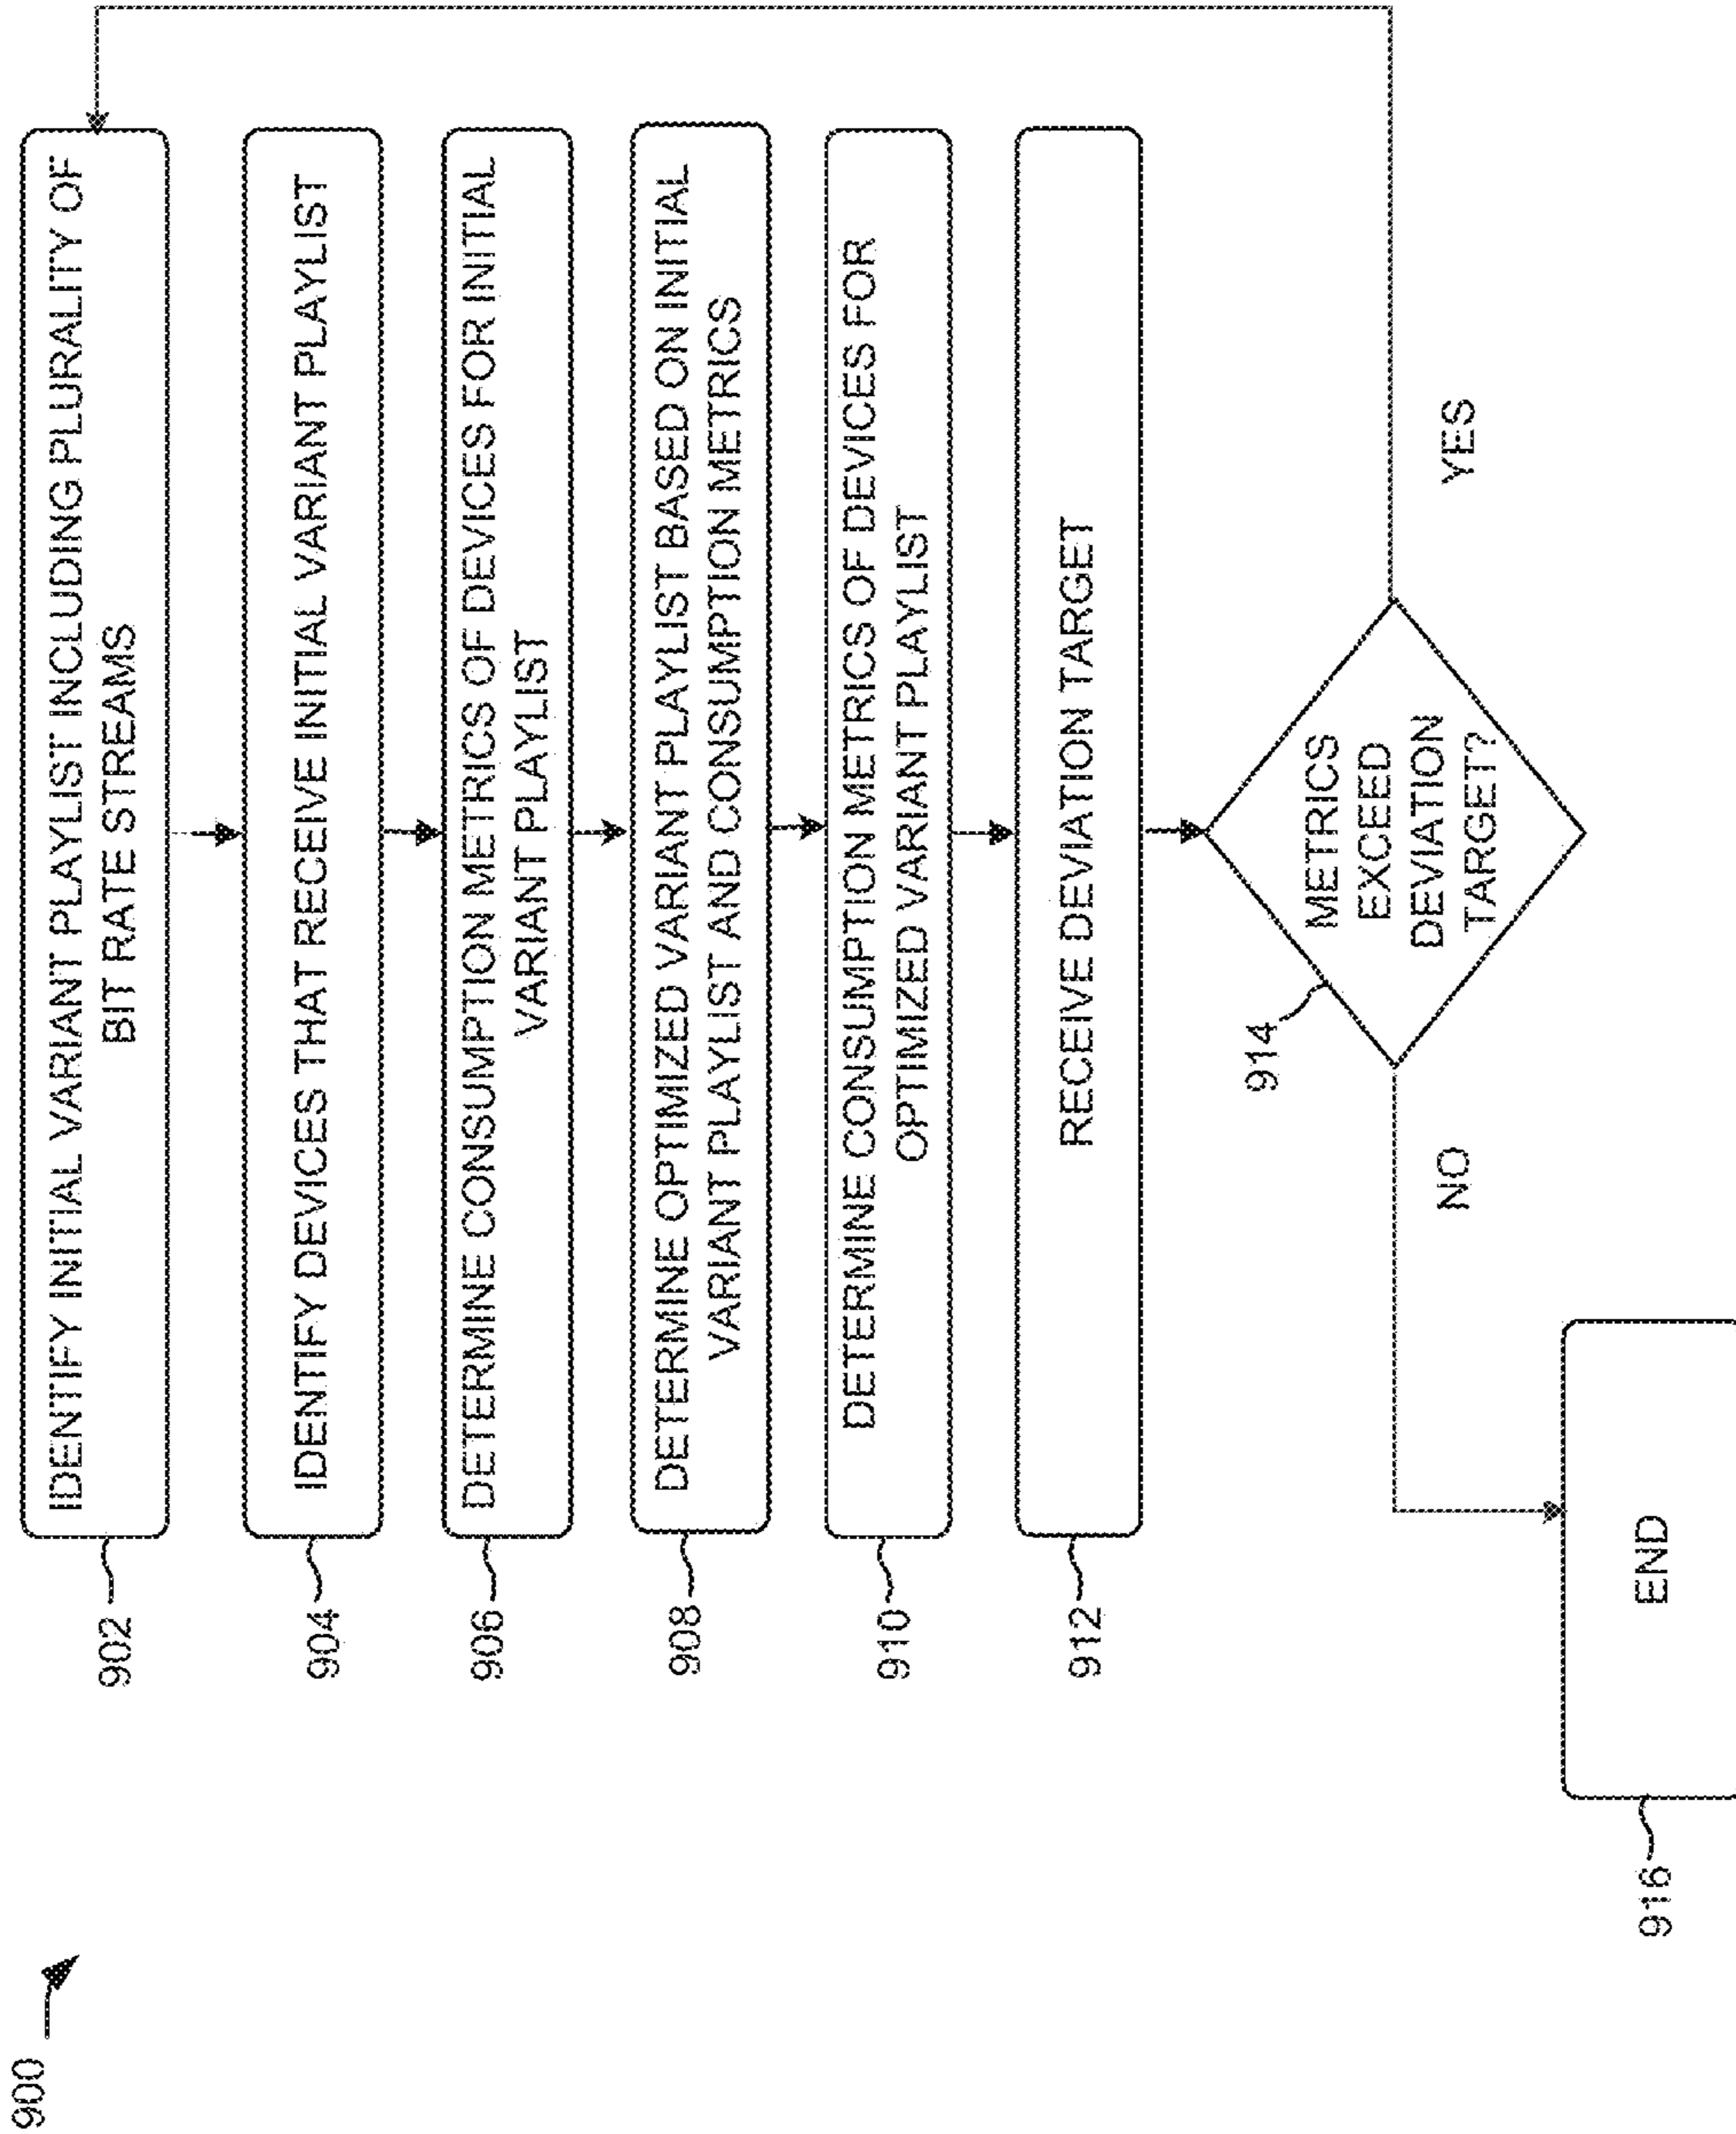 900
902
IDENTIFY INITIAL VARIANT PLAYLIST INCLUDING PLURALITY OF
BIT RATE STREAMS
904
IDENTIFY DEVICES THAT RECEIVE INITIAL VARIANT PLAYLIST
906
DETERMINE CONSUMPTION METRICS OF DEVICES FOR INITIAL
VARIANT PLAYLIST
908
DETERMINE OPTIMIZED VARIANT PLAYLIST BASED ON INITIAL
VARIANT PLAYLIST AND CONSUMPTION METRICS
910
DETERMINE CONSUMPTION METRICS OF DEVICES FOR
OPTIMIZED VARIANT PLAYLIST
912
RECEIVE DEVIATION TARGET
914
METRICS
EXCEED
DEVIATION
TARGET?
NO
YES
916
END